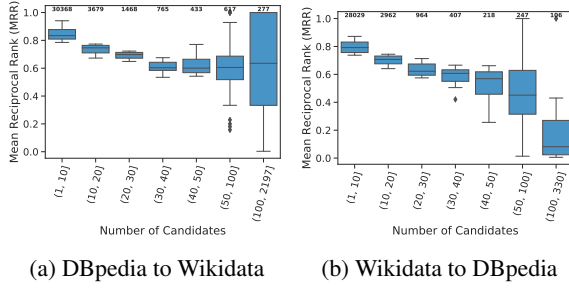 30368 3679 1468 765 433 617 277
Mean Reciprocal Rank (MRR)
1.0
0.8
0.6
0.4
0.2
0.0
(1, 10] (10, 20] (20, 30] (30, 40] (40, 50] (50, 100] (100, 2197]
Number of Candidates
(a) DBpedia to Wikidata
28029 2962 964 407 218 247 106
Mean Reciprocal Rank (MRR)
1.0
0.8
0.6
0.4
0.2
0.0
(1, 10] (10, 20] (20, 30] (30, 40] (40, 50] (50, 100] (100, 330]
Number of Candidates
(b) Wikidata to DBpedia